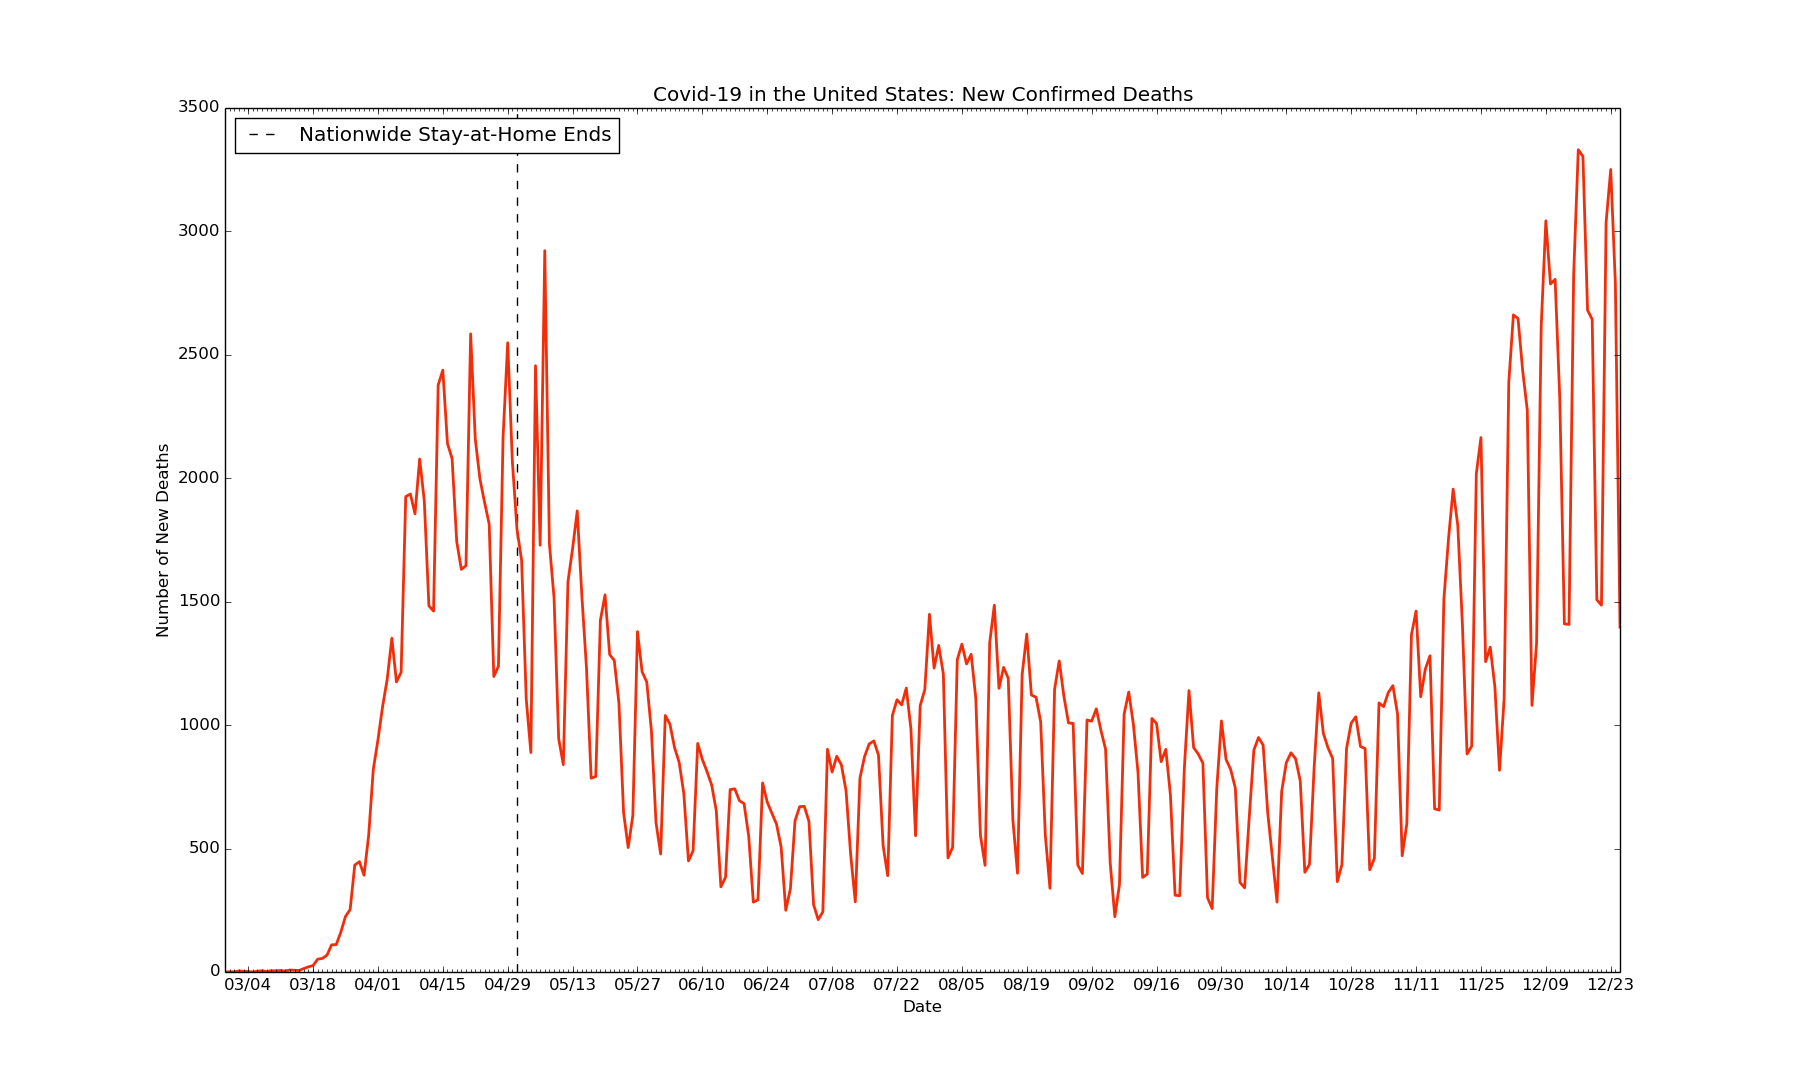 Covid-19 in the United States: New Confirmed Deaths
Nationwide Stay-at-Home Ends
Number of New Deaths
3500
3000
2500
2000
1500
1000
500
0
03/04 03/18 04/01 04/15 04/29 05/13 05/27 06/10 06/24 07/08 07/22 08/05 08/19 09/02 09/16 09/30 10/14 10/28 11/11 11/25 12/09 12/23
Date